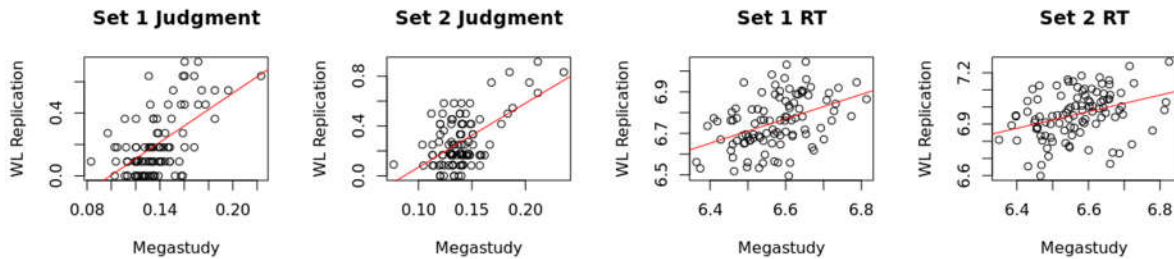 Set 1 Judgment
WL Replication
0.0 0.4
0.08 0.14 0.20
Megastudy
Set 2 Judgment
WL Replication
0.0 0.4 0.8
0.10 0.15 0.20
Megastudy
Set 1 RT
WL Replication
6.5 6.7 6.9
6.4 6.6 6.8
Megastudy
Set 2 RT
WL Replication
6.6 6.9 7.2
6.4 6.6 6.8
Megastudy